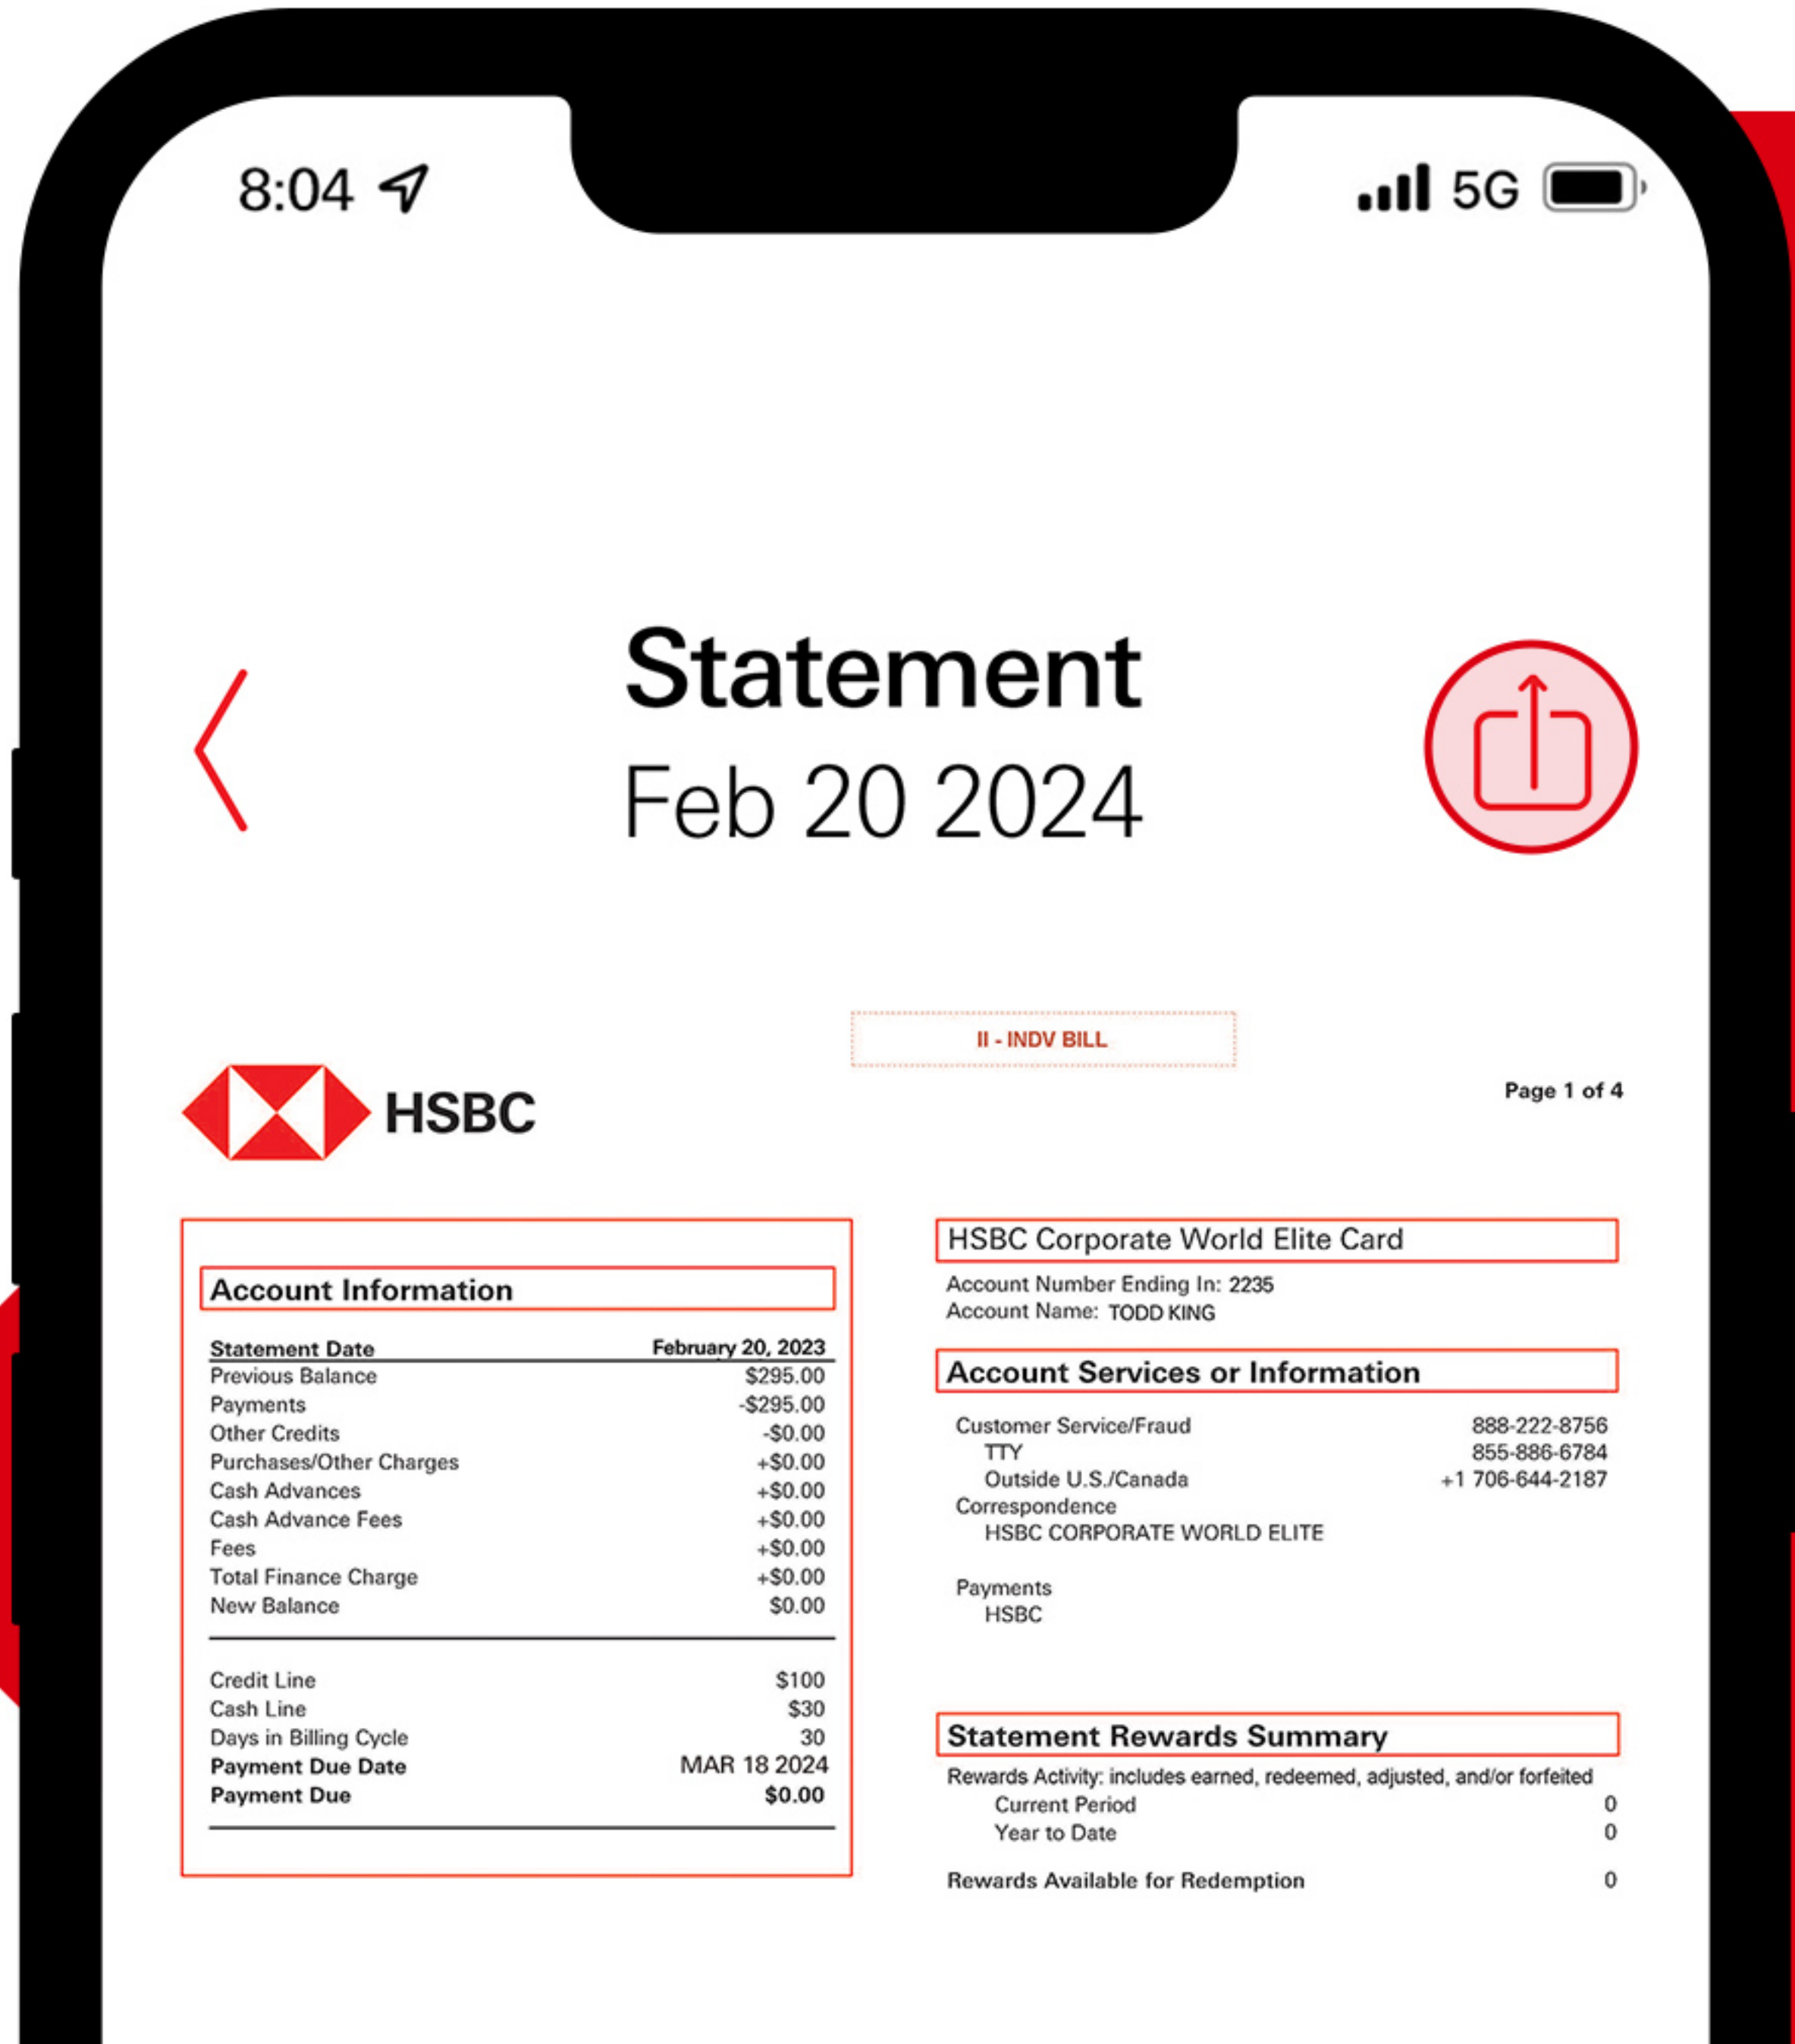 8:04
5G
Statement
Feb 20 2024
II - INDV BILL
HSBC
Page 1 of 4
Account Information
Statement Date February 20, 2023
Previous Balance $295.00
Payments -$295.00
Other Credits -$0.00
Purchases/Other Charges +$0.00
Cash Advances +$0.00
Cash Advance Fees +$0.00
Fees +$0.00
Total Finance Charge +$0.00
New Balance $0.00
Credit Line $100
Cash Line $30
Days in Billing Cycle 30
Payment Due Date MAR 18 2024
Payment Due $0.00
HSBC Corporate World Elite Card
Account Number Ending In: 2235
Account Name: TODD KING
Account Services or Information
Customer Service/Fraud 888-222-8756
TTY 855-886-6784
Outside U.S./Canada +1 706-644-2187
Correspondence
HSBC CORPORATE WORLD ELITE
Payments
HSBC
Statement Rewards Summary
Rewards Activity: includes earned, redeemed, adjusted, and/or forfeited
Current Period 0
Year to Date 0
Rewards Available for Redemption 0